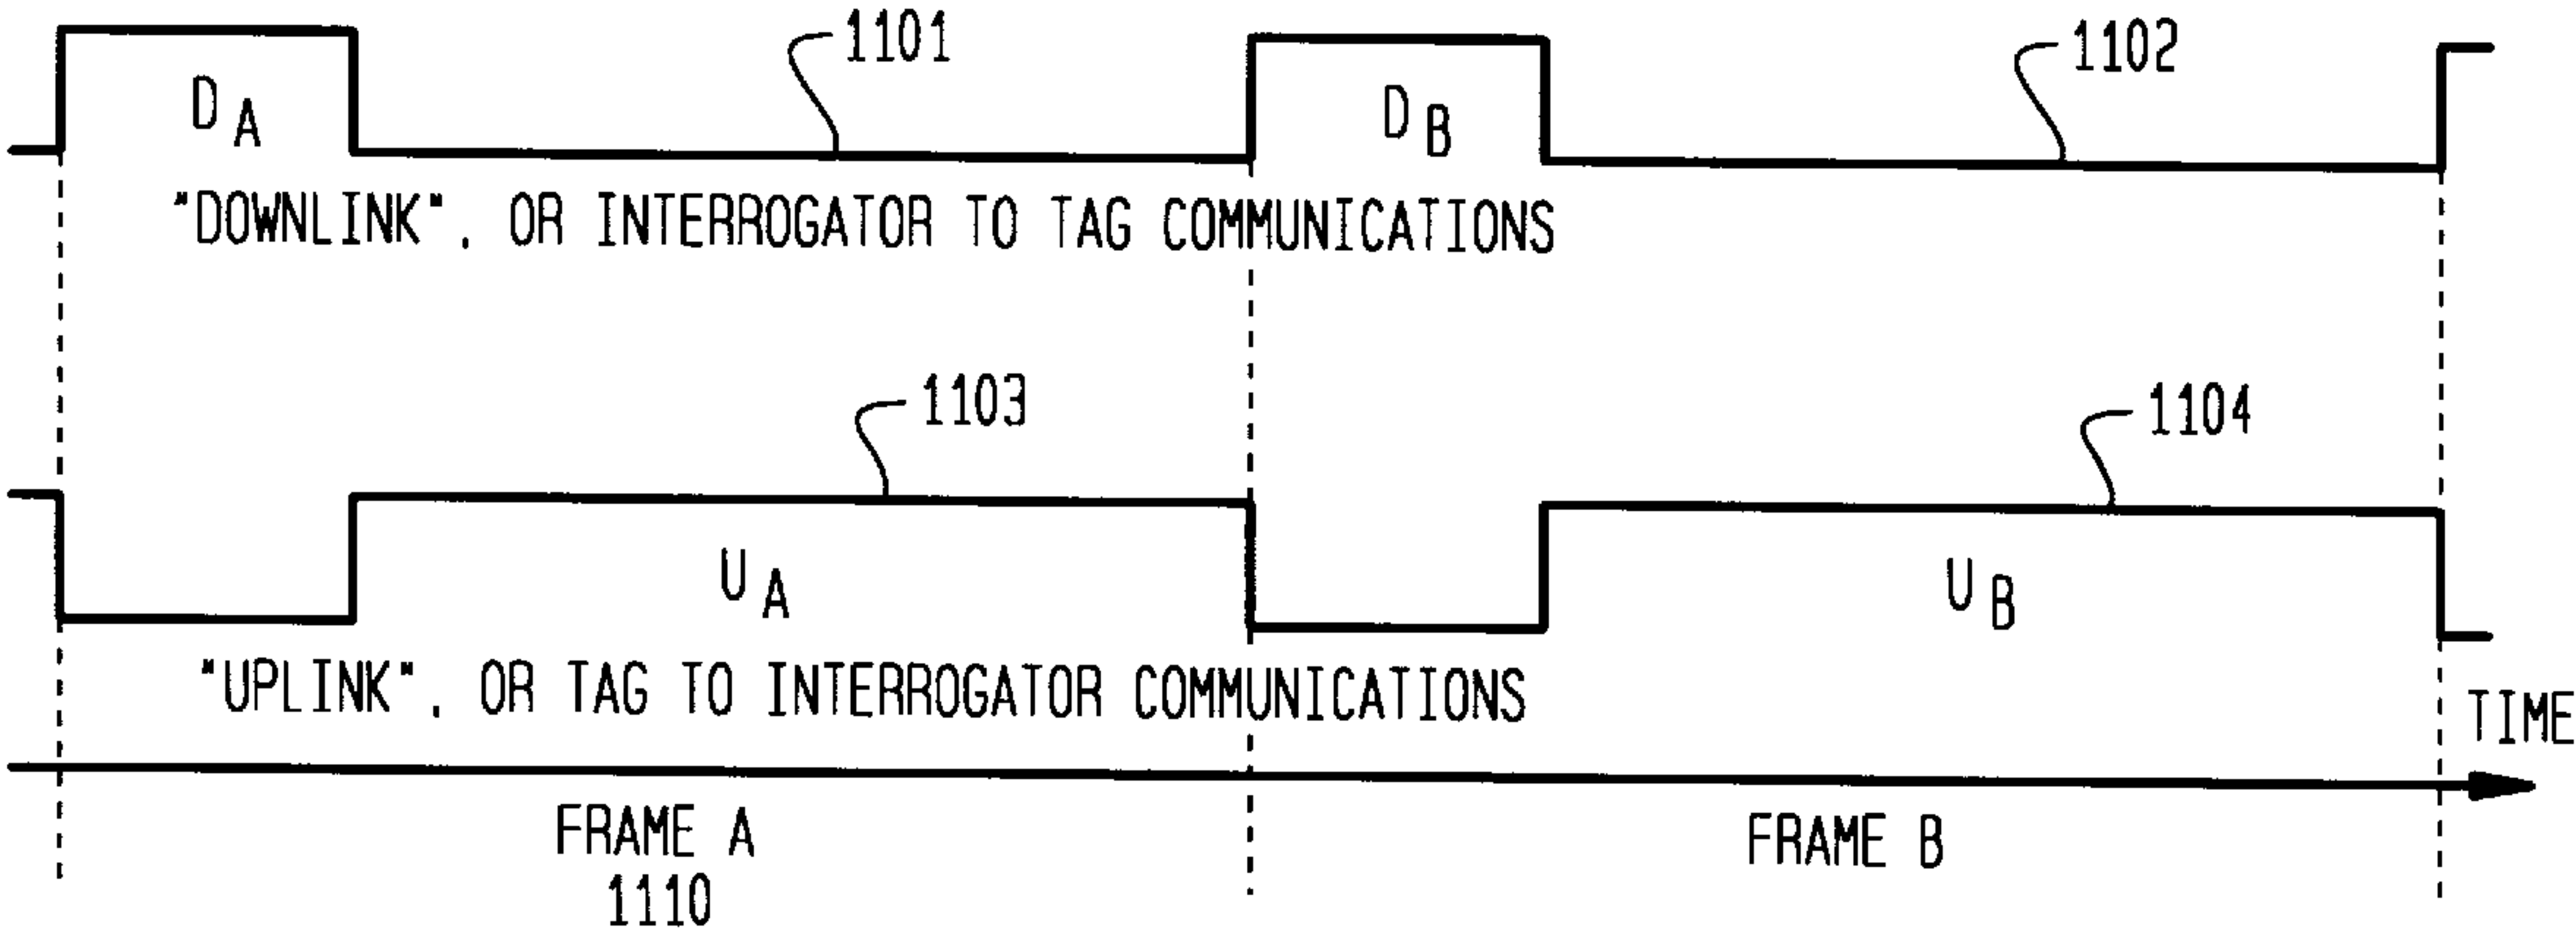 1101
1102
D A
D B
"DOWNLINK", OR INTERROGATOR TO TAG COMMUNICATIONS
1103
1104
U A
U B
"UPLINK", OR TAG TO INTERROGATOR COMMUNICATIONS
TIME
FRAME A
FRAME B
1110